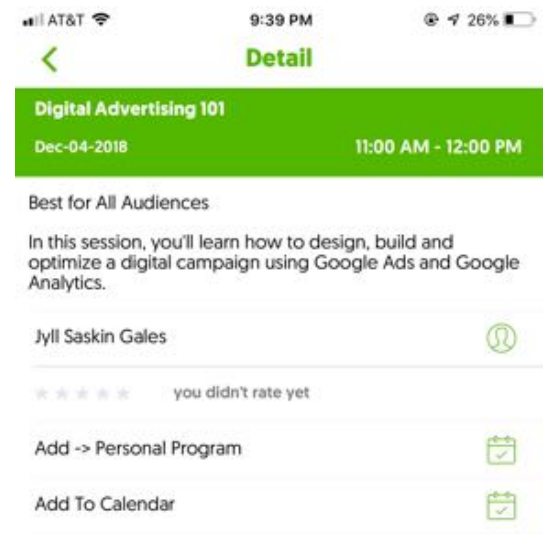 AT&T 9:39 PM 26%
Detail
Digital Advertising 101
Dec-04-2018 11:00 AM - 12:00 PM
Best for All Audiences
In this session, you'll learn how to design, build and
optimize a digital campaign using Google Ads and Google
Analytics.
Jyll Saskin Gales
you didn't rate yet
Add -> Personal Program
Add To Calendar